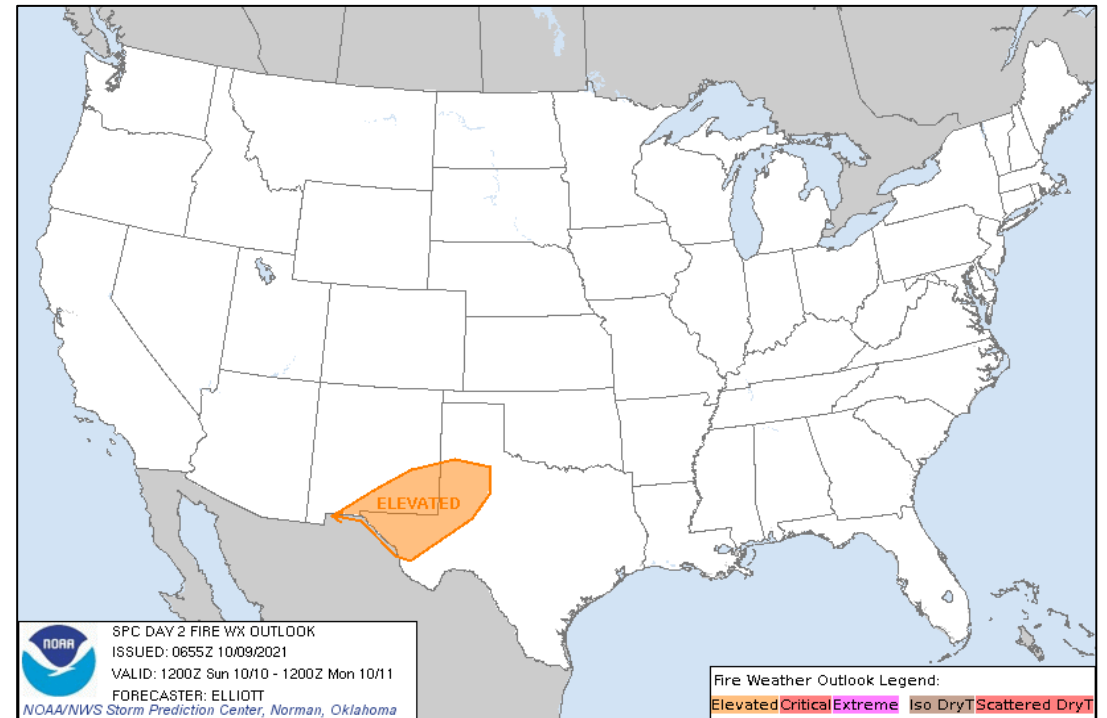 ELEVATED
NOAA
SPC DAY 2 FIRE WX OUTLOOK
ISSUED: 0655Z 10/09/2021
VALID: 1200Z Sun 10/10 - 1200Z Mon 10/11
FORECASTER: ELLIOTT
NOAA/NWS Storm Prediction Center, Norman, Oklahoma
Fire Weather Outlook Legend:
Elevated Critical Extreme Iso DryT Scattered DryT